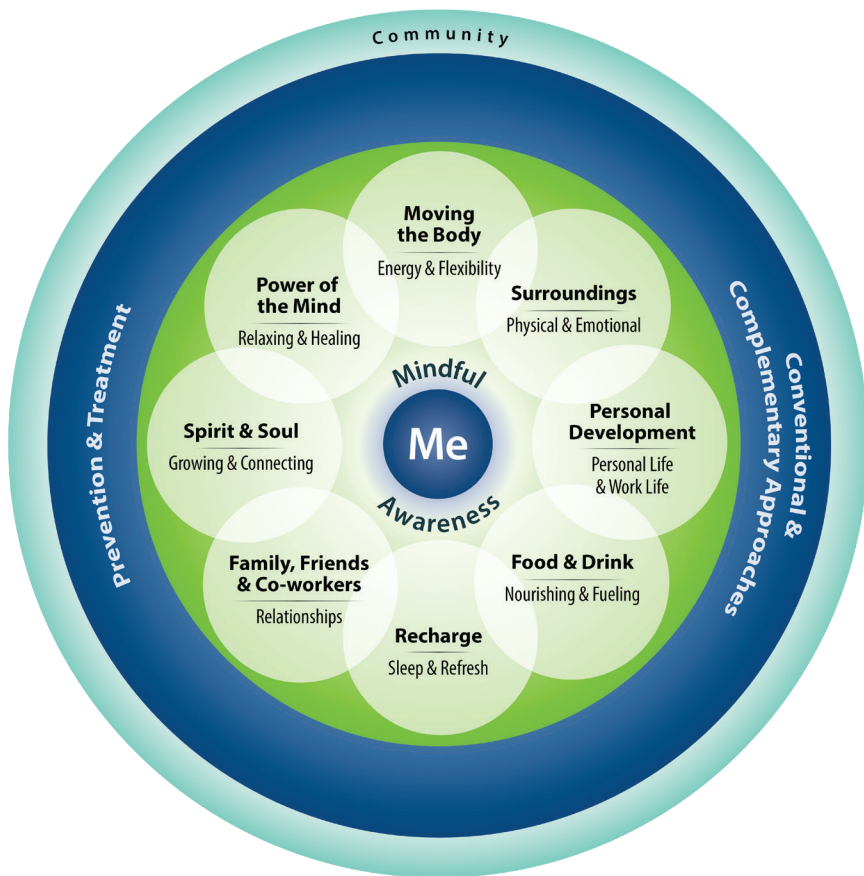 Community
Prevention & Treatment
Conventional &
Complementary Approaches
Moving
the Body
Energy & Flexibility
Surroundings
Physical & Emotional
Personal
Development
Personal Life
& Work Life
Food & Drink
Nourishing & Fueling
Recharge
Sleep & Refresh
Family, Friends
& Co-workers
Relationships
Spirit & Soul
Growing & Connecting
Power of
the Mind
Relaxing & Healing
Mindful
Me
Awareness